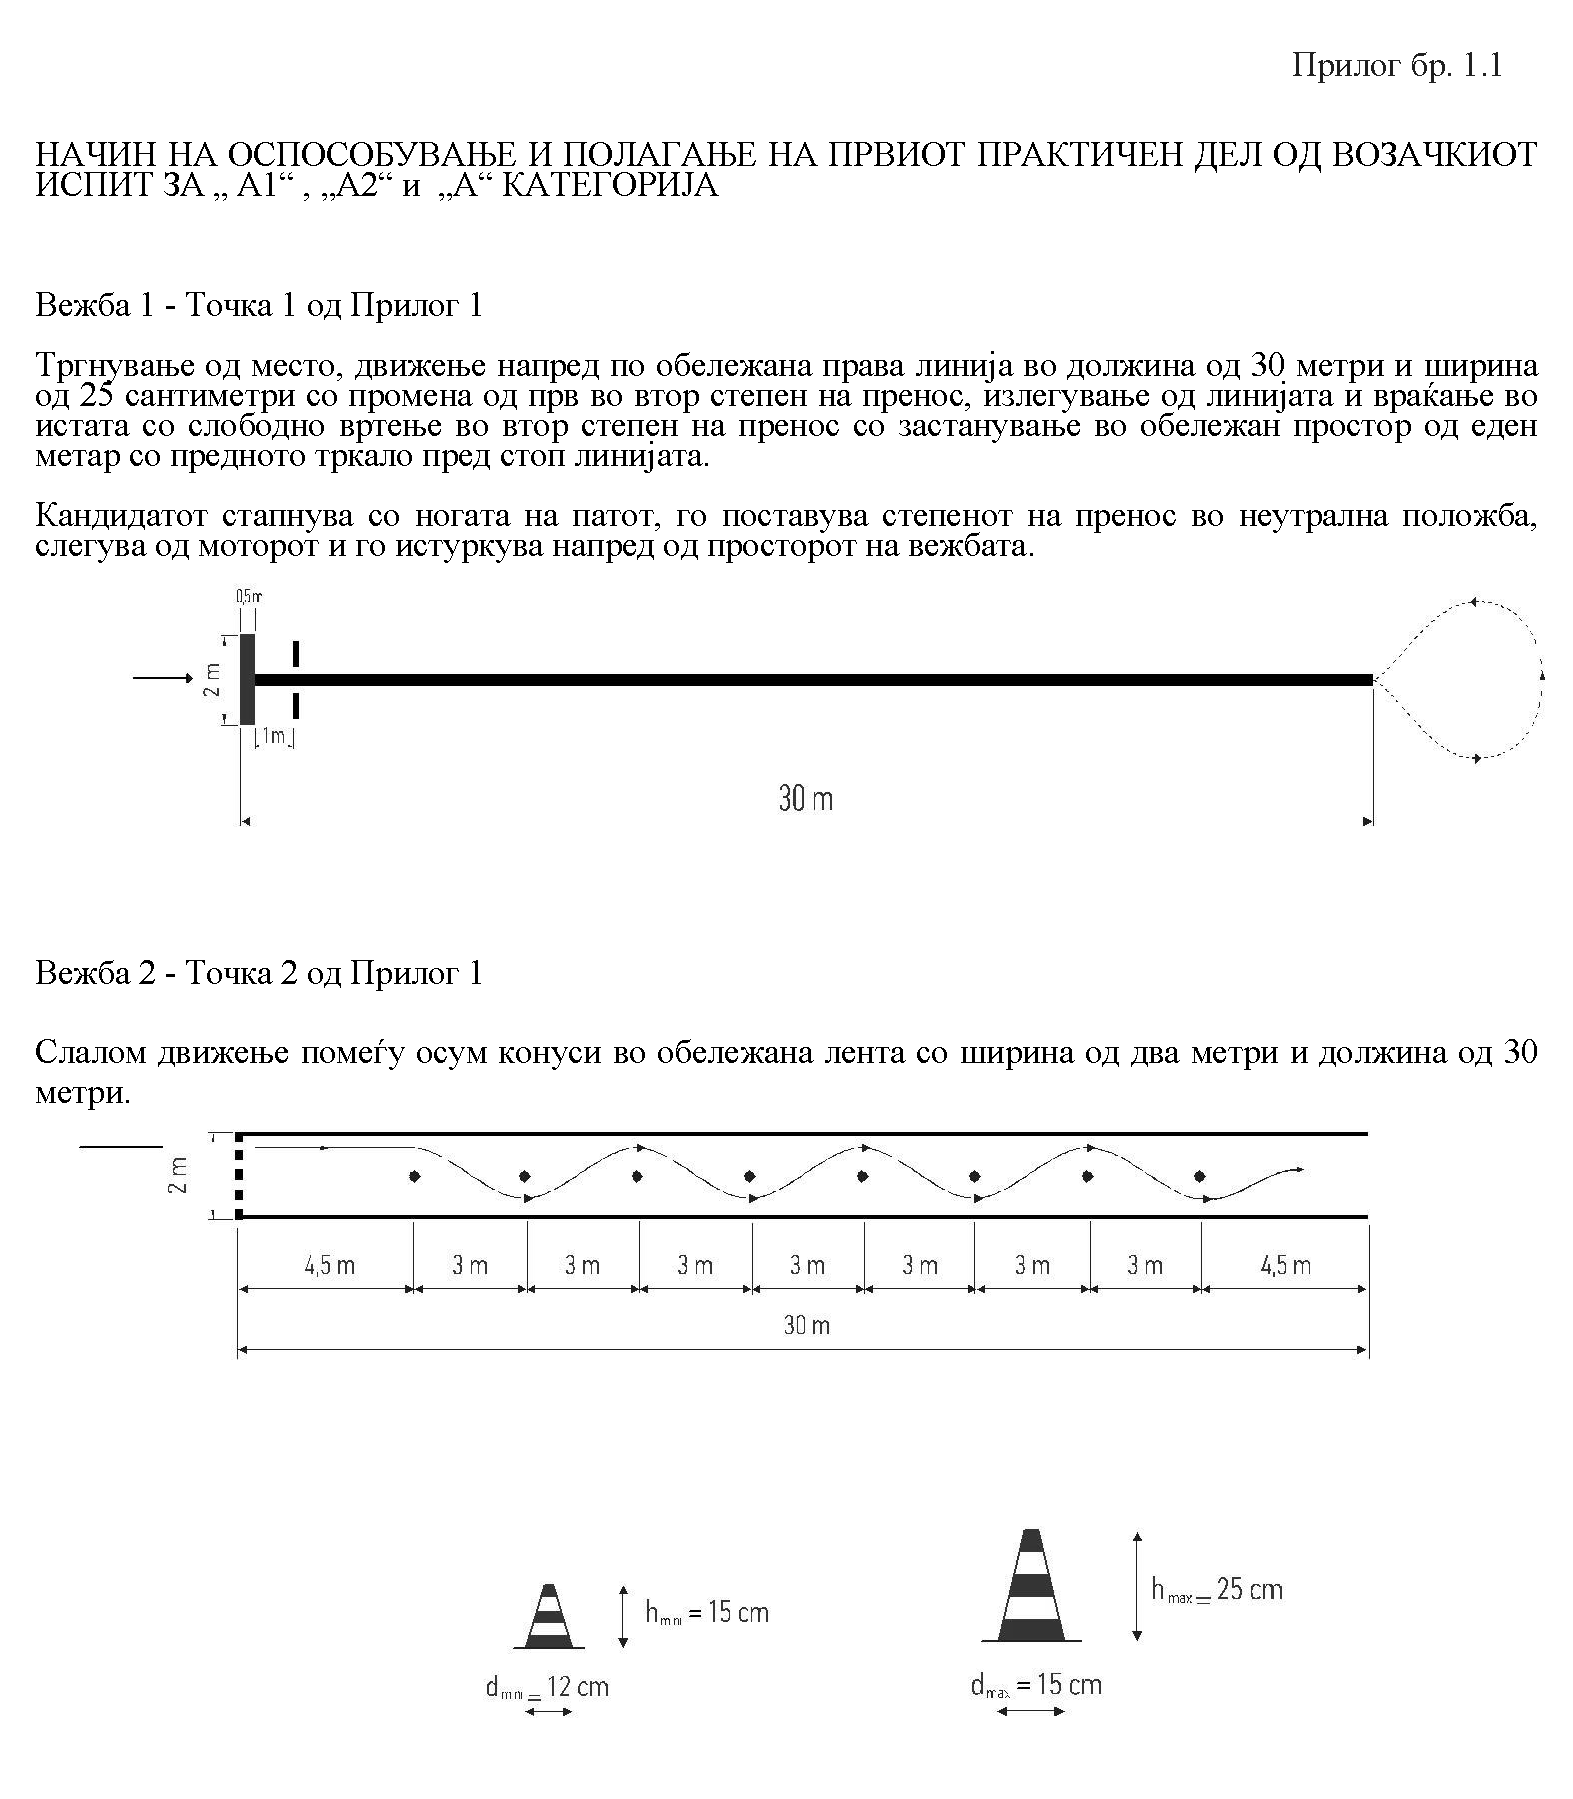 Прилог бр. 1.1
НАЧИН НА ОСПОСОБУВАЊЕ И ПОЛАГАЊЕ НА ПРВИОТ ПРАКТИЧЕН ДЕЛ ОД ВОЗАЧКИОТ
ИСПИТ ЗА „ А1“ , „А2“ и „А“ КАТЕГОРИЈА
Вежба 1 - Точка 1 од Прилог 1
Тргнување од место, движење напред по обележана права линија во должина од 30 метри и ширина
од 25 сантиметри со промена од прв во втор степен на пренос, излегување од линијата и враќање во
истата со слободно вртење во втор степен на пренос со застанување во обележан простор од еден
метар со предното тркало пред стоп линијата.
Кандидатот стапнува со ногата на патот, го поставува степенот на пренос во неутрална положба,
слегува од моторот и го истуркува напред од просторот на вежбата.
0,5m
2 m
1m
30 m
Вежба 2 - Точка 2 од Прилог 1
Слалом движење помеѓу осум конуси во обележана лента со ширина од два метри и должина од 30
метри.
2 m
4,5 m 3 m 3 m 3 m 3 m 3 m 3 m 3 m 4,5 m
30 m
hmax = 25 cm
hmin = 15 cm
dmin = 12 cm
dmax = 15 cm